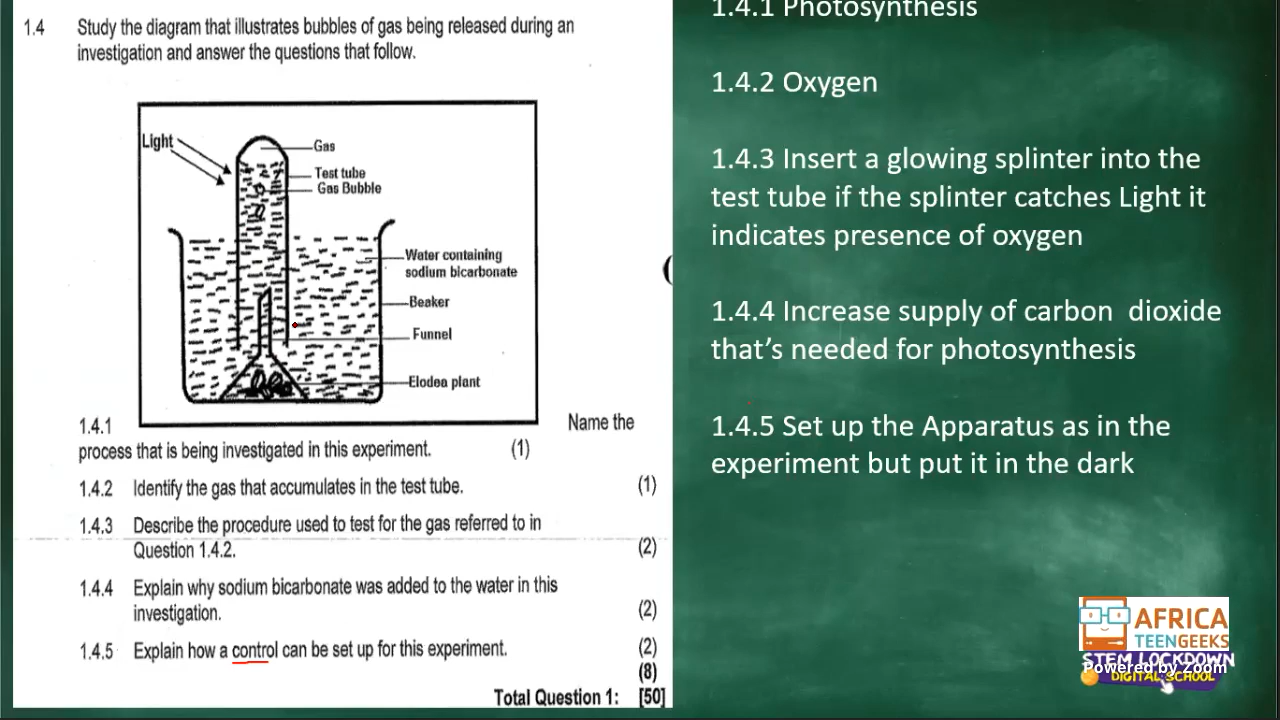 1.4 Study the diagram that illustrates bubbles of gas being released during an
investigation and answer the questions that follow.
Light
Gas
Test tube
Gas Bubble
Water containing
sodium bicarbonate
Beaker
Funnel
Elodea plant
1.4.1 Name the
process that is being investigated in this experiment. (1)
1.4.2 Identify the gas that accumulates in the test tube. (1)
1.4.3 Describe the procedure used to test for the gas referred to in
Question 1.4.2. (2)
1.4.4 Explain why sodium bicarbonate was added to the water in this
investigation. (2)
1.4.5 Explain how a control can be set up for this experiment. (2)
(8)
Total Question 1: [50]
1.4.1 Photosynthesis
1.4.2 Oxygen
1.4.3 Insert a glowing splinter into the
test tube if the splinter catches Light it
indicates presence of oxygen
1.4.4 Increase supply of carbon dioxide
that's needed for photosynthesis
1.4.5 Set up the Apparatus as in the
experiment but put it in the dark
AFRICA
TEENGEEKS
STEM LOCKDOWN
Powered by Zoom
DIGITAL SCHOOL